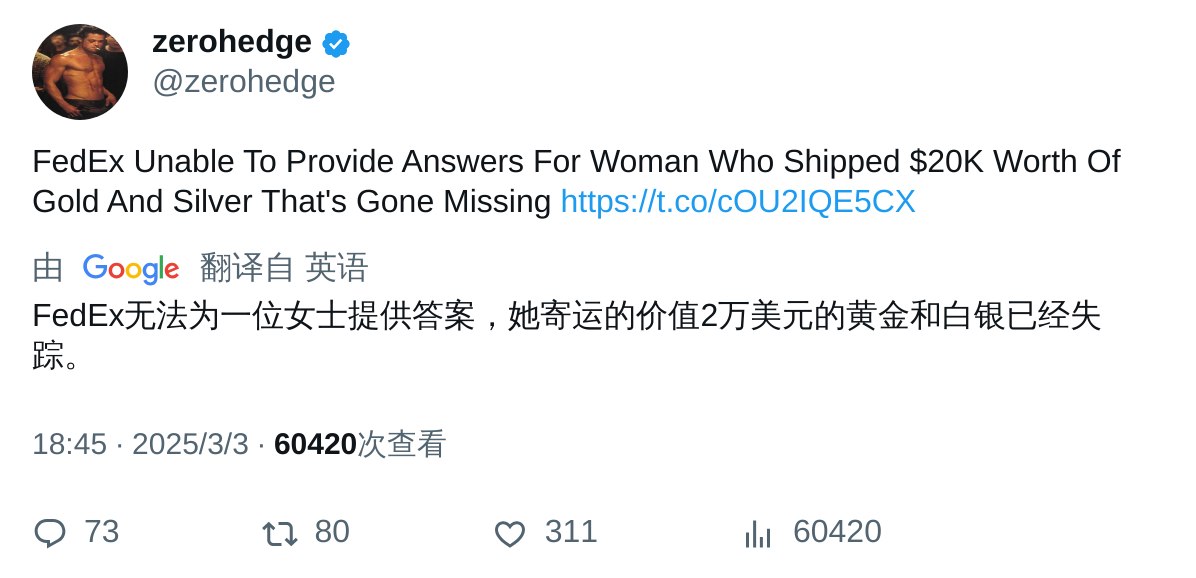 zerohedge
@zerohedge
FedEx Unable To Provide Answers For Woman Who Shipped $20K Worth Of
Gold And Silver That's Gone Missing https://t.co/cOU2IQE5CX
由 Google 翻译自 英语
FedEx无法为一位女士提供答案，她寄运的价值2万美元的黄金和白银已经失
踪。
18:45 · 2025/3/3 · 60420次查看
73 80 311 60420